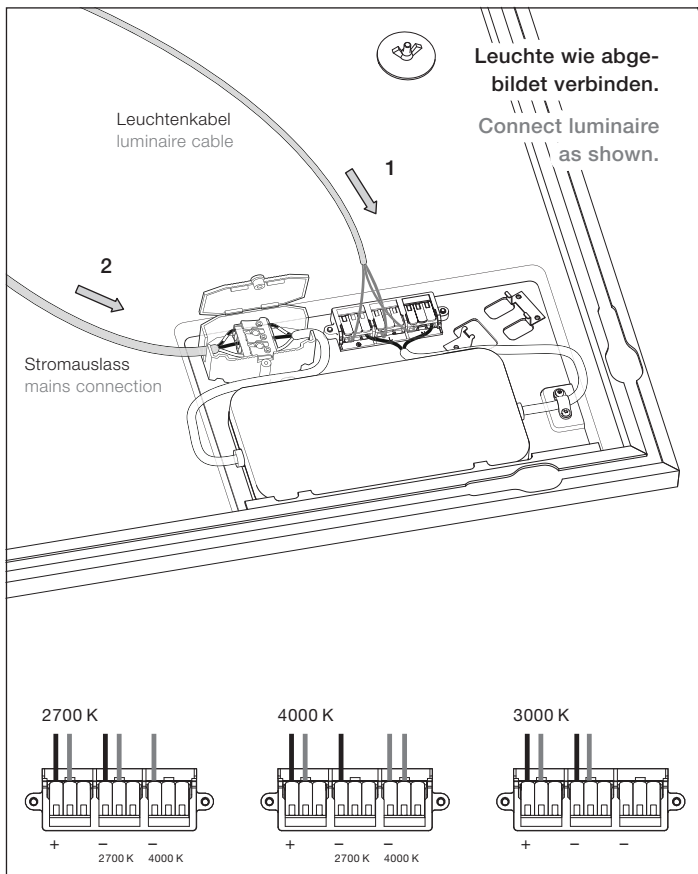 Leuchte wie abge-
bildet verbinden.
Connect luminaire
as shown.
Leuchtenkabel
luminaire cable
1
2
Stromauslass
mains connection
2700 K
+
–
2700 K
–
4000 K
4000 K
+
–
2700 K
–
4000 K
3000 K
+
–
–